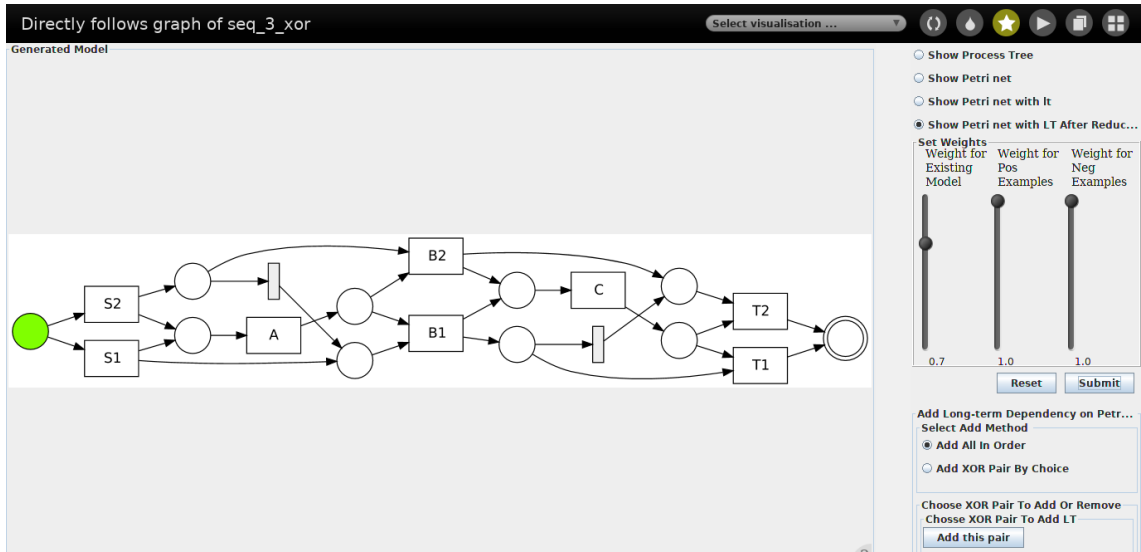 Directly follows graph of seq_3_xor
Select visualisation ...
Generated Model
S2
S1
A
B2
B1
C
T2
T1
Show Process Tree
Show Petri net
Show Petri net with lt
Show Petri net with LT After Reduc...
Set Weights
Weight for Existing Model
Weight for Pos Examples
Weight for Neg Examples
0.7
1.0
1.0
Reset
Submit
Add Long-term Dependency on Petr...
Select Add Method
Add All In Order
Add XOR Pair By Choice
Choose XOR Pair To Add Or Remove
Chosse XOR Pair To Add LT
Add this pair